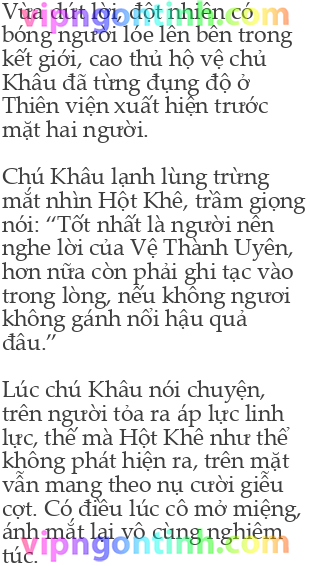 Vừa dứt lời, đột nhiên có
bóng người lóe lên bên trong
kết giới, cao thủ hộ vệ chủ
Khâu đã từng đụng độ ở
Thiên viện xuất hiện trước
mặt hai người.
Chú Khâu lạnh lùng trừng
mắt nhìn Hột Khê, trầm giọng
nói: “Tốt nhất là người nên
nghe lời của Vệ Thành Uyên,
hơn nữa còn phải ghi tạc vào
trong lòng, nếu không ngươi
không gánh nổi hậu quả
đâu.”
Lúc chú Khâu nói chuyện,
trên người tỏa ra áp lực linh
lực, thế mà Hột Khê như thể
không phát hiện ra, trên mặt
vẫn mang theo nụ cười giễu
cợt. Có điều lúc cô mở miệng,
ánh mắt lại vô cùng nghiêm
túc.
vipngontinh.com
vipngontinh.com